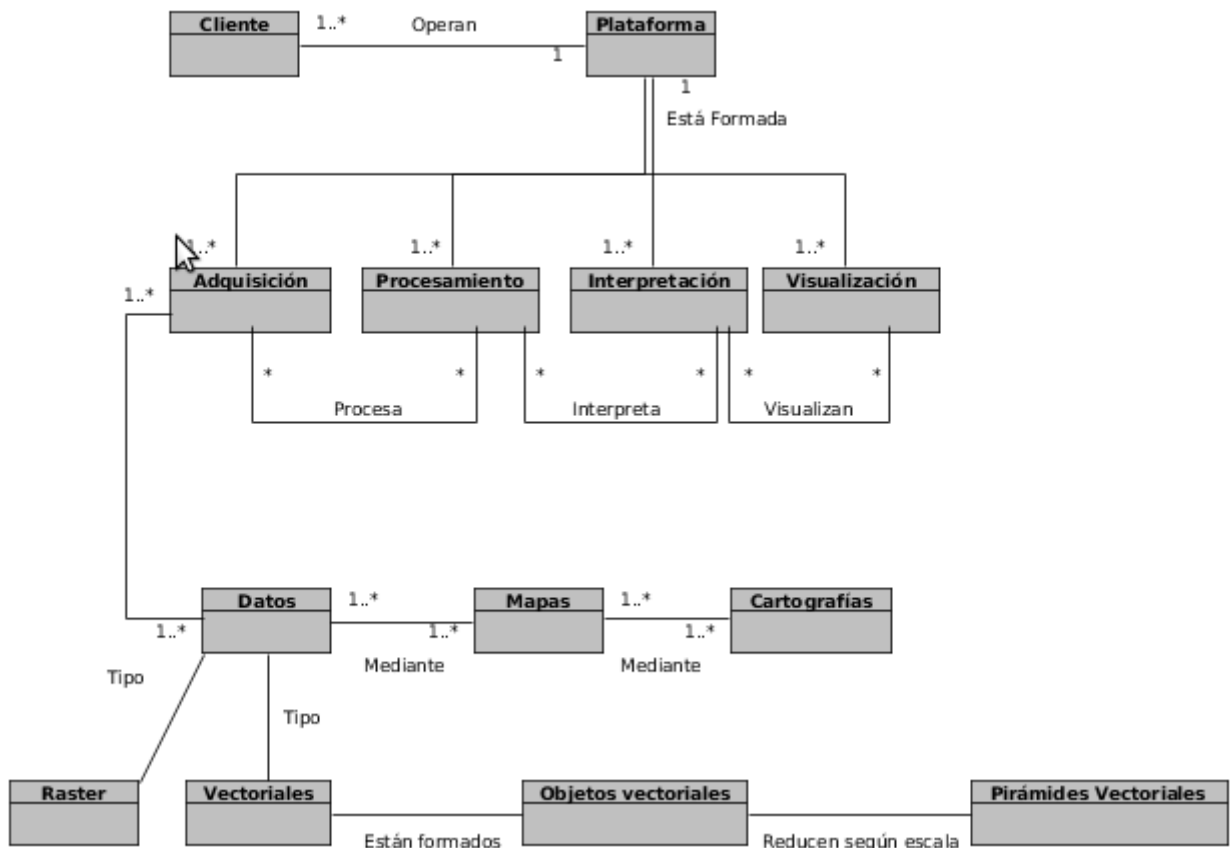 Cliente
1..*
Operan
Plataforma
1
1
Está Formada
1..*
1..*
1..*
1..*
Adquisición
Procesamiento
Interpretación
Visualización
1..*
*
*
*
*
*
*
Procesa
Interpreta
Visualizan
Datos
1..*
Mapas
1..*
Cartografías
1..*
1..*
1..*
Mediante
Mediante
Tipo
Tipo
Raster
Vectoriales
Objetos vectoriales
Pirámides Vectoriales
Están formados
Reducen según escala